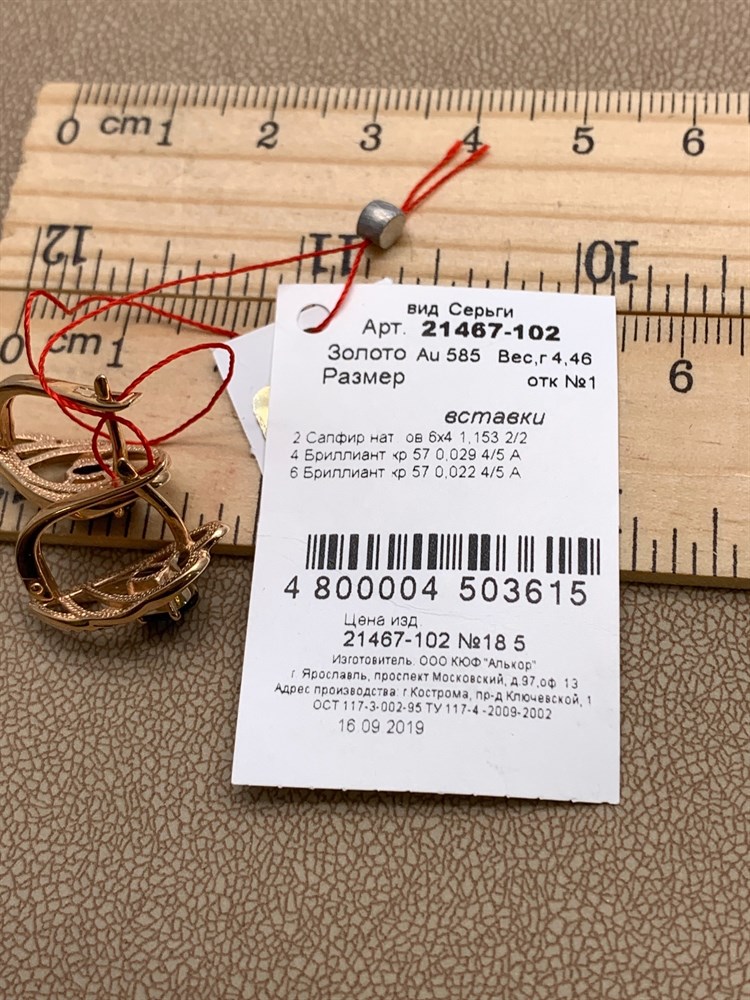 0 cm 1 2 3 4 5 6
12 11 10
0 cm 1 6
вид Серьги
Арт. 21467-102
Золото Au 585 Вес,г 4,46
Размер отк №1
вставки
2 Сапфир нат ов 6х4 1,153 2/2
4 Бриллиант кр 57 0,029 4/5 А
6 Бриллиант кр 57 0,022 4/5 А
4 800004 503615
Цена изд.
21467-102 №18 5
Изготовитель. ООО КЮФ "Алькор"
г. Ярославль, проспект Московский, д.97,оф 13
Адрес производства: г Кострома, пр-д Ключевской, 1
ОСТ 117-3-002-95 ТУ 117-4 -2009-2002
16 09 2019